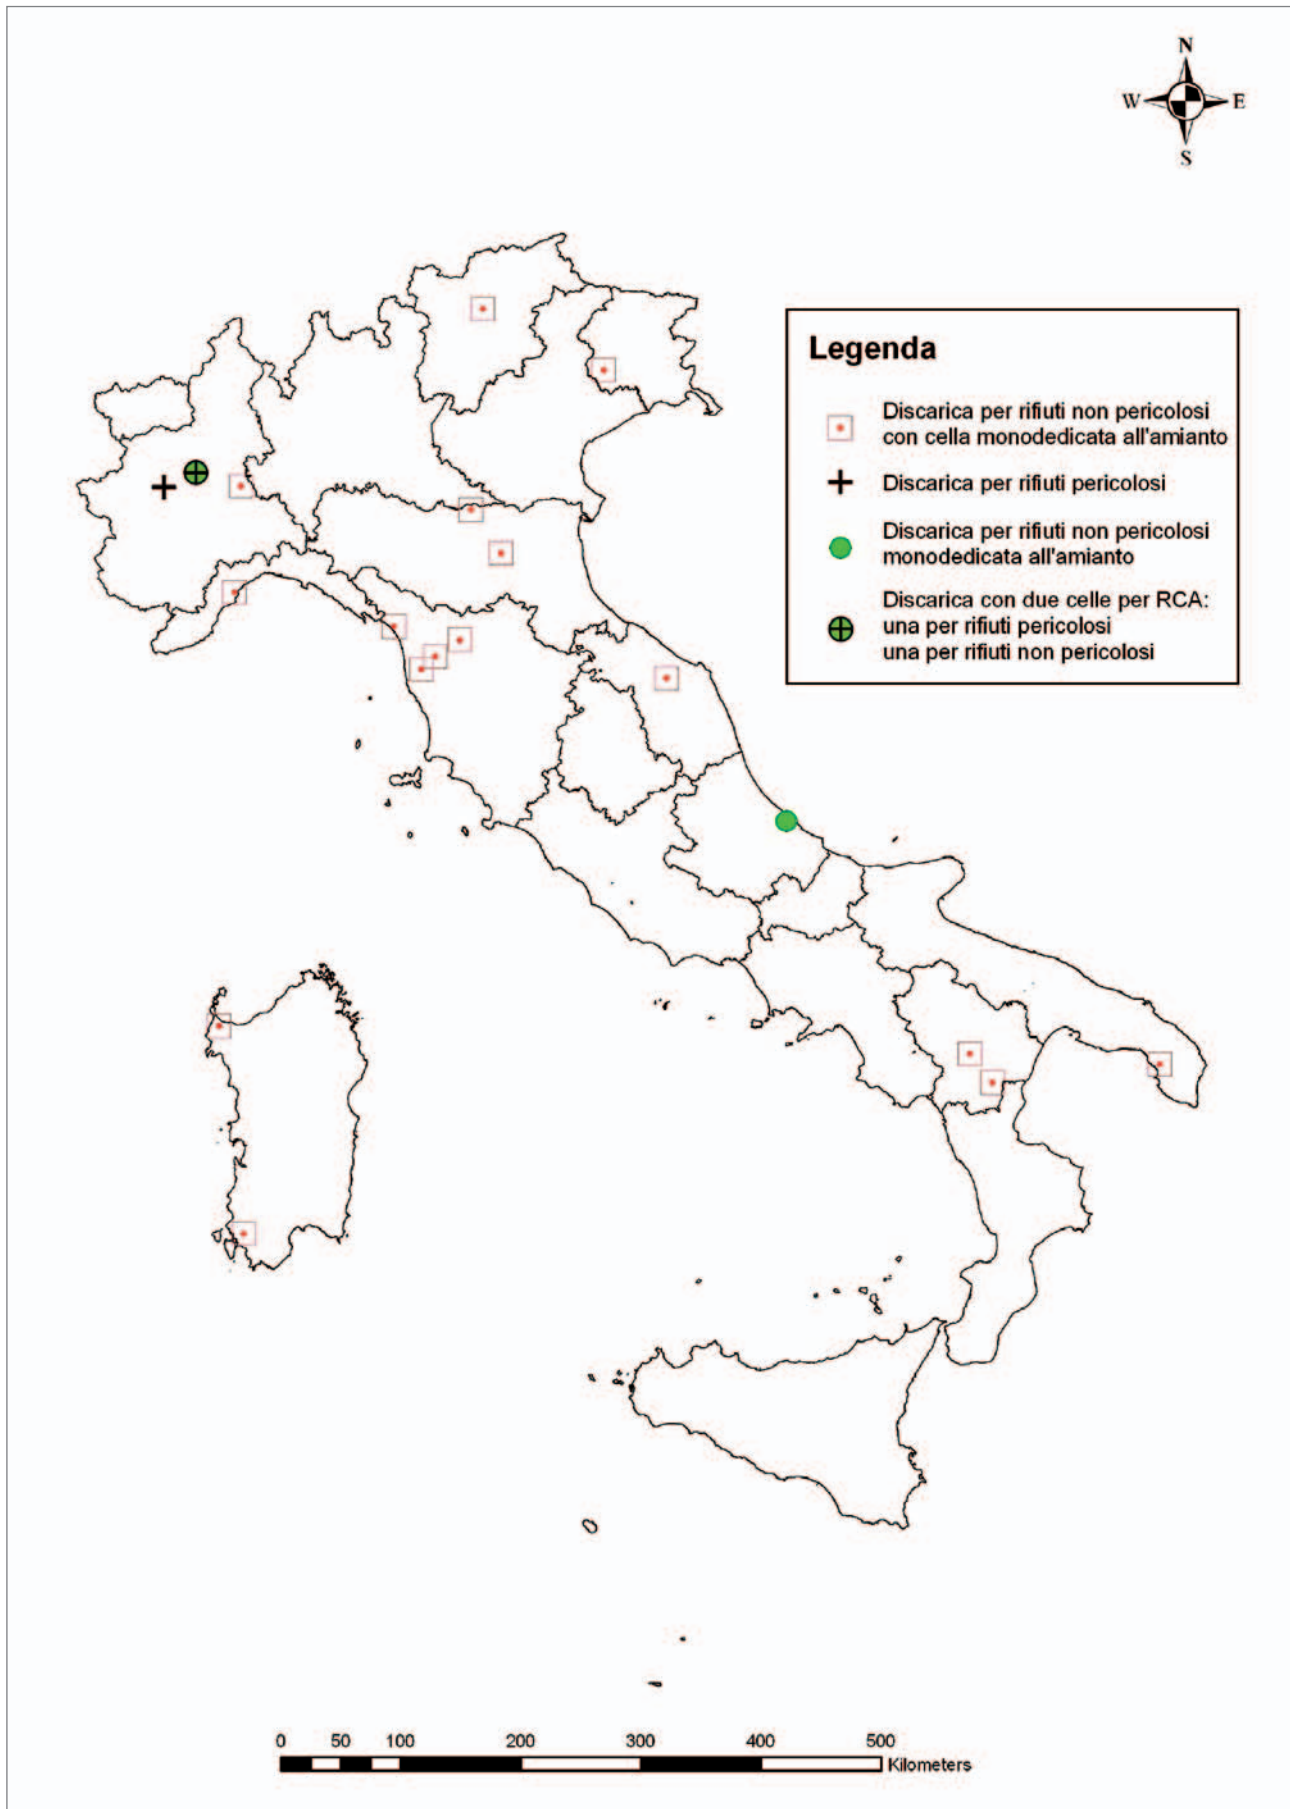 N
W E
S
Legenda
Discarica per rifiuti non pericolosi
con cella monodedicata all'amianto
Discarica per rifiuti pericolosi
Discarica per rifiuti non pericolosi
monodedicata all'amianto
Discarica con due celle per RCA:
una per rifiuti pericolosi
una per rifiuti non pericolosi
0 50 100 200 300 400 500
Kilometers